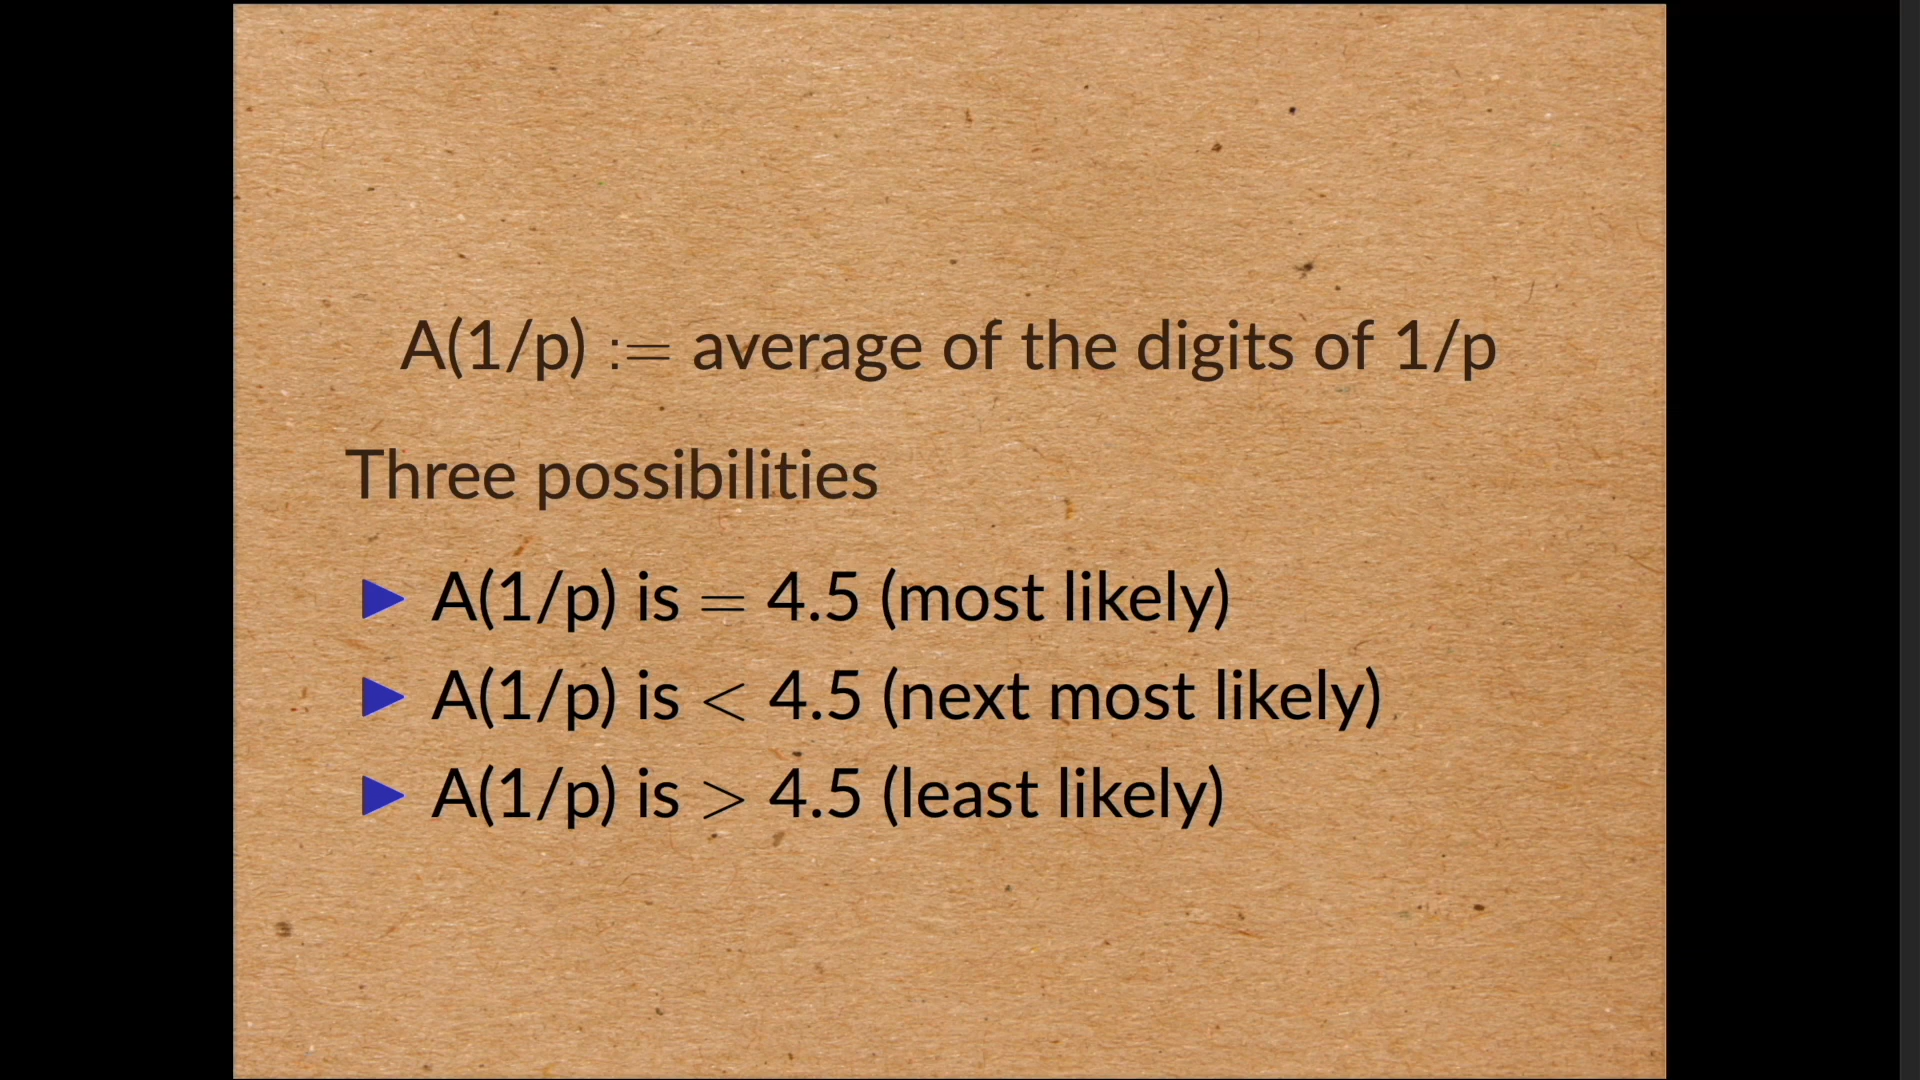 A(1/p) := average of the digits of 1/p
Three possibilities
▶ A(1/p) is = 4.5 (most likely)
▶ A(1/p) is < 4.5 (next most likely)
▶ A(1/p) is > 4.5 (least likely)